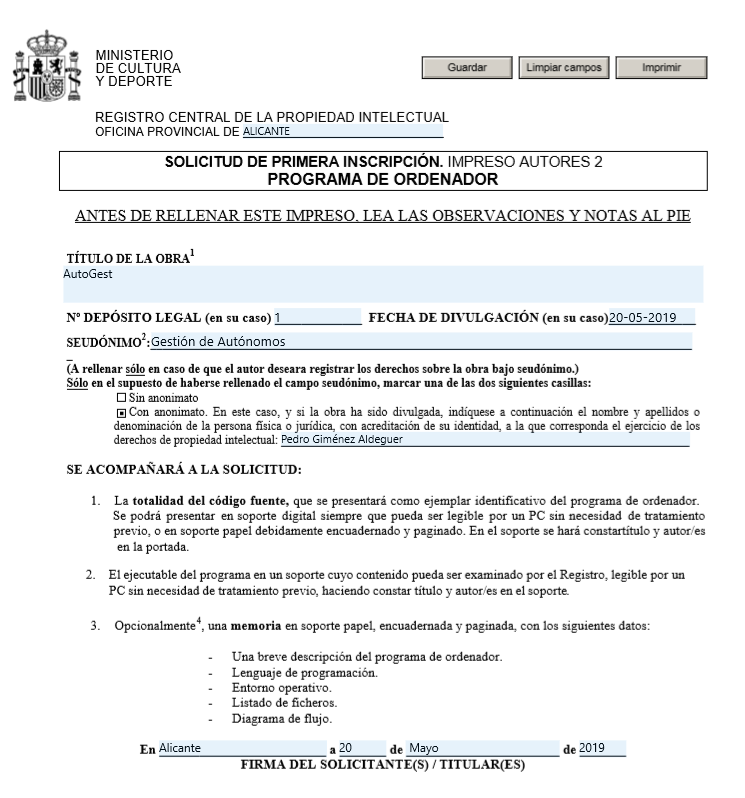 MINISTERIO
DE CULTURA
Y DEPORTE
Guardar Limpiar campos Imprimir
REGISTRO CENTRAL DE LA PROPIEDAD INTELECTUAL
OFICINA PROVINCIAL DE ALICANTE
SOLICITUD DE PRIMERA INSCRIPCIÓN. IMPRESO AUTORES 2
PROGRAMA DE ORDENADOR
ANTES DE RELLENAR ESTE IMPRESO, LEA LAS OBSERVACIONES Y NOTAS AL PIE
TÍTULO DE LA OBRA1
AutoGest
Nº DEPÓSITO LEGAL (en su caso) 1 FECHA DE DIVULGACIÓN (en su caso)20-05-2019
SEUDÓNIMO2:Gestión de Autónomos
(A rellenar sólo en caso de que el autor deseara registrar los derechos sobre la obra bajo seudónimo.)
Sólo en el supuesto de haberse rellenado el campo seudónimo, marcar una de las dos siguientes casillas:
Sin anonimato
Con anonimato. En este caso, y si la obra ha sido divulgada, indíquese a continuación el nombre y apellidos o
denominación de la persona física o jurídica, con acreditación de su identidad, a la que corresponda el ejercicio de los
derechos de propiedad intelectual: Pedro Giménez Aldeguer
SE ACOMPAÑARÁ A LA SOLICITUD:
1. La totalidad del código fuente, que se presentará como ejemplar identificativo del programa de ordenador.
Se podrá presentar en soporte digital siempre que pueda ser legible por un PC sin necesidad de tratamiento
previo, o en soporte papel debidamente encuadernado y paginado. En el soporte se hará constartítulo y autor/es
en la portada.
2. El ejecutable del programa en un soporte cuyo contenido pueda ser examinado por el Registro, legible por un
PC sin necesidad de tratamiento previo, haciendo constar título y autor/es en el soporte.
3. Opcionalmente4, una memoria en soporte papel, encuadernada y paginada, con los siguientes datos:
- Una breve descripción del programa de ordenador.
- Lenguaje de programación.
- Entorno operativo.
- Listado de ficheros.
- Diagrama de flujo.
En Alicante a 20 de Mayo de 2019
FIRMA DEL SOLICITANTE(S) / TITULAR(ES)